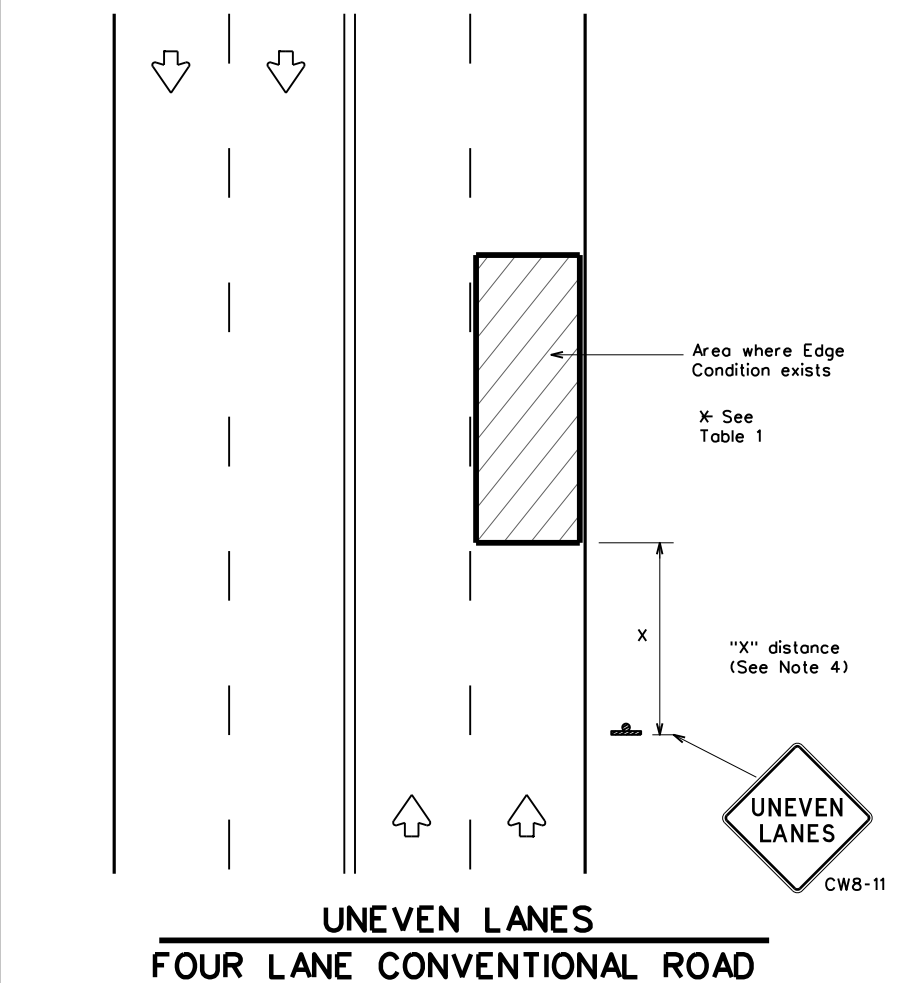 Area where Edge
Condition exists
* See
Table 1
X
"X" distance
(See Note 4)
UNEVEN
LANES
CW8-11
UNEVEN LANES
FOUR LANE CONVENTIONAL ROAD